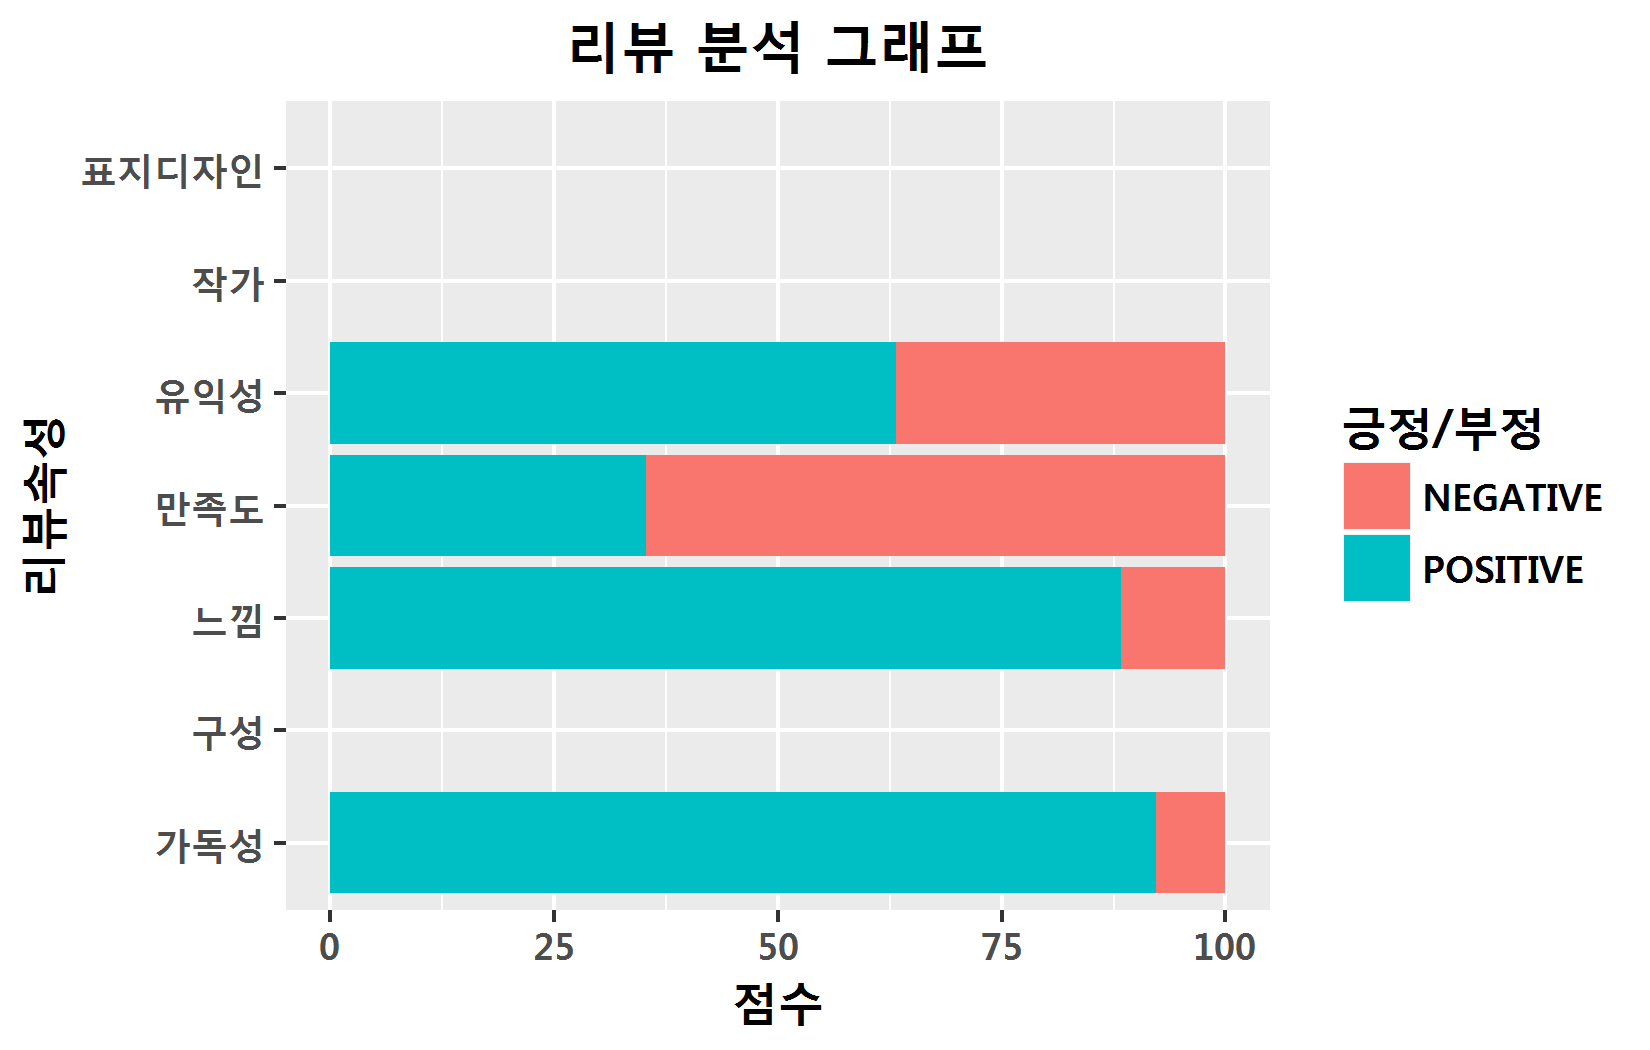 리뷰 분석 그래프
표지디자인
작가
유익성
만족도
느낌
구성
가독성
리뷰속성
0 25 50 75 100
점수
긍정/부정
NEGATIVE
POSITIVE